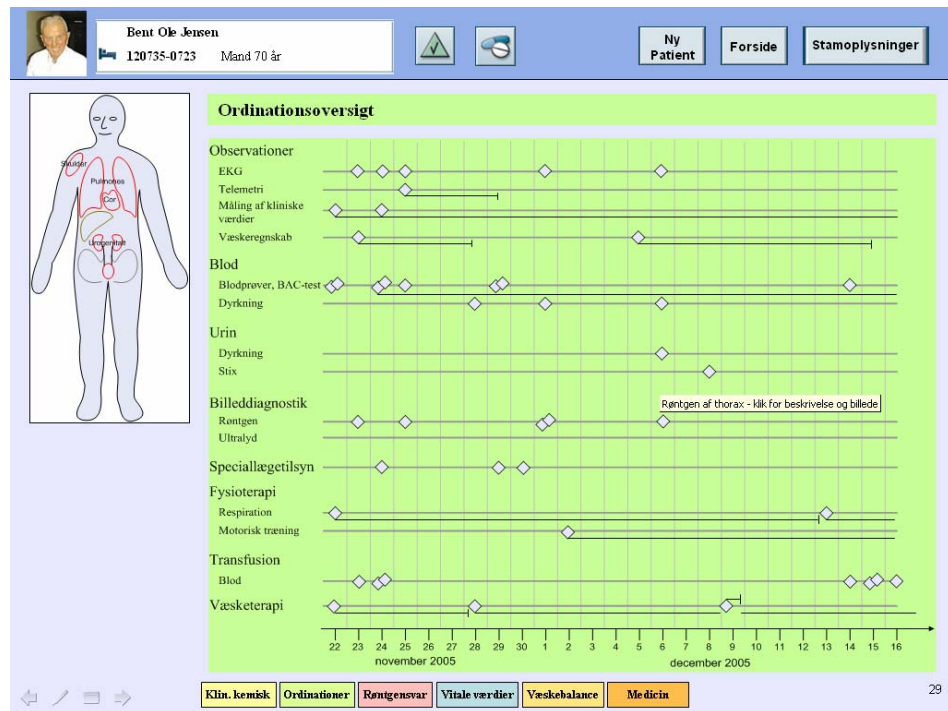 Bent Ole Jensen
120735-0723 Mand 70 år
Ny
Patient
Forside
Stamoplysninger
Skulder
Pulmones
Cor
Urogenitalt
Ordinationsoversigt
Observationer
EKG
Telemetri
Måling af kliniske
værdier
Væskeregnskab
Blod
Blodprøver, BAC-test
Dyrkning
Urin
Dyrkning
Stix
Billeddiagnostik
Røntgen af thorax - klik for beskrivelse og billede
Røntgen
Ultralyd
Speciallægetilsyn
Fysioterapi
Respiration
Motorisk træning
Transfusion
Blod
Væsketerapi
22 23 24 25 26 27 28 29 30 1 2 3 4 5 6 7 8 9 10 11 12 13 14 15 16
november 2005 december 2005
Klin. kemisk Ordinationer Røntgensvar Vitale værdier Væskebalance Medicin
29